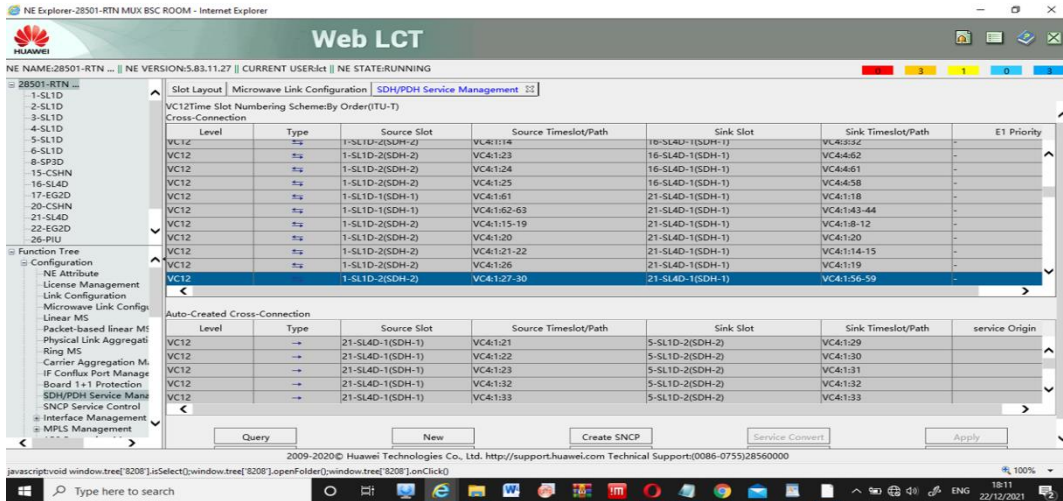 NE Explorer-28501-RTN MUX BSC ROOM - Internet Explorer
HUAWEI
Web LCT
NE NAME:28501-RTN ... || NE VERSION:5.83.11.27 || CURRENT USER:lct || NE STATE:RUNNING
0 3 1 0 3
28501-RTN ...
1-SL1D
2-SL1D
3-SL1D
4-SL1D
5-SL1D
6-SL1D
8-SP3D
15-CSHN
16-SL4D
17-EG2D
20-CSHN
21-SL4D
22-EG2D
26-PIU
Function Tree
Configuration
NE Attribute
License Management
Link Configuration
Microwave Link Configu
Linear MS
Packet-based linear MS
Physical Link Aggregati
Ring MS
Carrier Aggregation Ma
IF Conflux Port Manage
Board 1+1 Protection
SDH/PDH Service Mana
SNCP Service Control
Interface Management
MPLS Management
Slot Layout Microwave Link Configuration SDH/PDH Service Management
VC12Time Slot Numbering Scheme:By Order(ITU-T)
Cross-Connection
Level Type Source Slot Source Timeslot/Path Sink Slot Sink Timeslot/Path E1 Priority
VC12 1-SL1D-2(SDH-2) VC4:1:14 16-SL4D-1(SDH-1) VC4:3:32 -
VC12 1-SL1D-2(SDH-2) VC4:1:23 16-SL4D-1(SDH-1) VC4:4:62 -
VC12 1-SL1D-2(SDH-2) VC4:1:24 16-SL4D-1(SDH-1) VC4:4:61 -
VC12 1-SL1D-2(SDH-2) VC4:1:25 16-SL4D-1(SDH-1) VC4:4:58 -
VC12 1-SL1D-1(SDH-1) VC4:1:61 21-SL4D-1(SDH-1) VC4:1:18 -
VC12 1-SL1D-1(SDH-1) VC4:1:62-63 21-SL4D-1(SDH-1) VC4:1:43-44 -
VC12 1-SL1D-2(SDH-2) VC4:1:15-19 21-SL4D-1(SDH-1) VC4:1:8-12 -
VC12 1-SL1D-2(SDH-2) VC4:1:20 21-SL4D-1(SDH-1) VC4:1:20 -
VC12 1-SL1D-2(SDH-2) VC4:1:21-22 21-SL4D-1(SDH-1) VC4:1:14-15 -
VC12 1-SL1D-2(SDH-2) VC4:1:26 21-SL4D-1(SDH-1) VC4:1:19 -
VC12 1-SL1D-2(SDH-2) VC4:1:27-30 21-SL4D-1(SDH-1) VC4:1:56-59 -
Auto-Created Cross-Connection
Level Type Source Slot Source Timeslot/Path Sink Slot Sink Timeslot/Path service Origin
VC12 → 21-SL4D-1(SDH-1) VC4:1:21 5-SL1D-2(SDH-2) VC4:1:29
VC12 → 21-SL4D-1(SDH-1) VC4:1:22 5-SL1D-2(SDH-2) VC4:1:30
VC12 → 21-SL4D-1(SDH-1) VC4:1:23 5-SL1D-2(SDH-2) VC4:1:31
VC12 → 21-SL4D-1(SDH-1) VC4:1:32 5-SL1D-2(SDH-2) VC4:1:32
VC12 → 21-SL4D-1(SDH-1) VC4:1:33 5-SL1D-2(SDH-2) VC4:1:33
Query New Create SNCP Service Convert Apply
2009-2020© Huawei Technologies Co., Ltd. http://support.huawei.com Technical Support:(0086-0755)28560000
javascript:void window.tree['8208'].isSelect();window.tree['8208'].openFolder();window.tree['8208'].onClick()
100%
Type here to search
ENG
18:11
22/12/2021